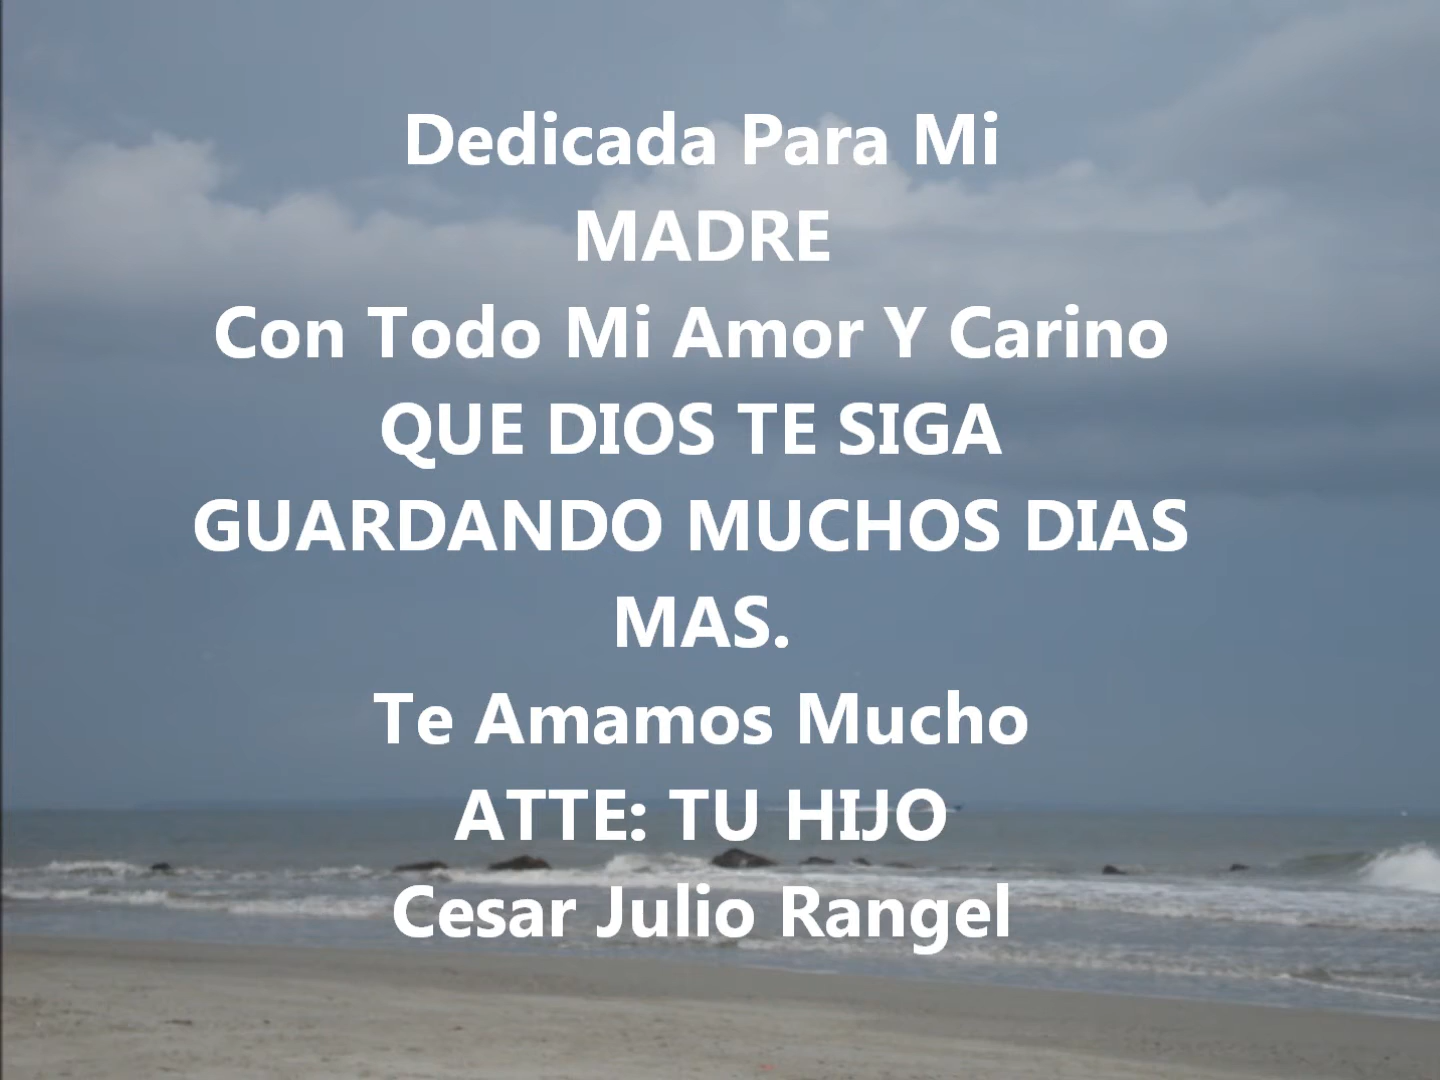 Dedicada Para Mi
MADRE
Con Todo Mi Amor Y Carino
QUE DIOS TE SIGA
GUARDANDO MUCHOS DIAS
MAS.
Te Amamos Mucho
ATTE: TU HIJO
Cesar Julio Rangel